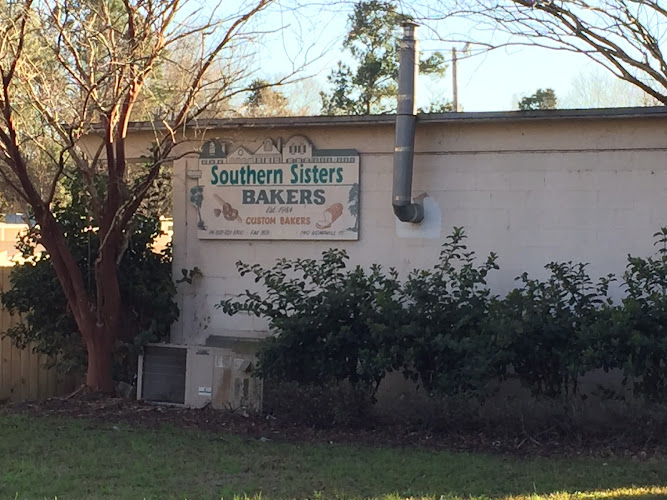 Southern Sisters
BAKERS
Est. 1984
CUSTOM BAKERS